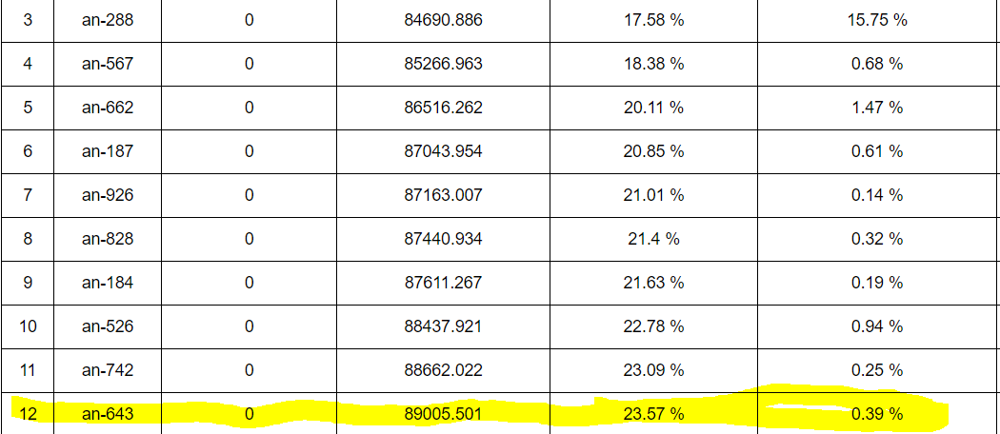 3 an-288 0 84690.886 17.58 % 15.75 %
4 an-567 0 85266.963 18.38 % 0.68 %
5 an-662 0 86516.262 20.11 % 1.47 %
6 an-187 0 87043.954 20.85 % 0.61 %
7 an-926 0 87163.007 21.01 % 0.14 %
8 an-828 0 87440.934 21.4 % 0.32 %
9 an-184 0 87611.267 21.63 % 0.19 %
10 an-526 0 88437.921 22.78 % 0.94 %
11 an-742 0 88662.022 23.09 % 0.25 %
12 an-643 0 89005.501 23.57 % 0.39 %